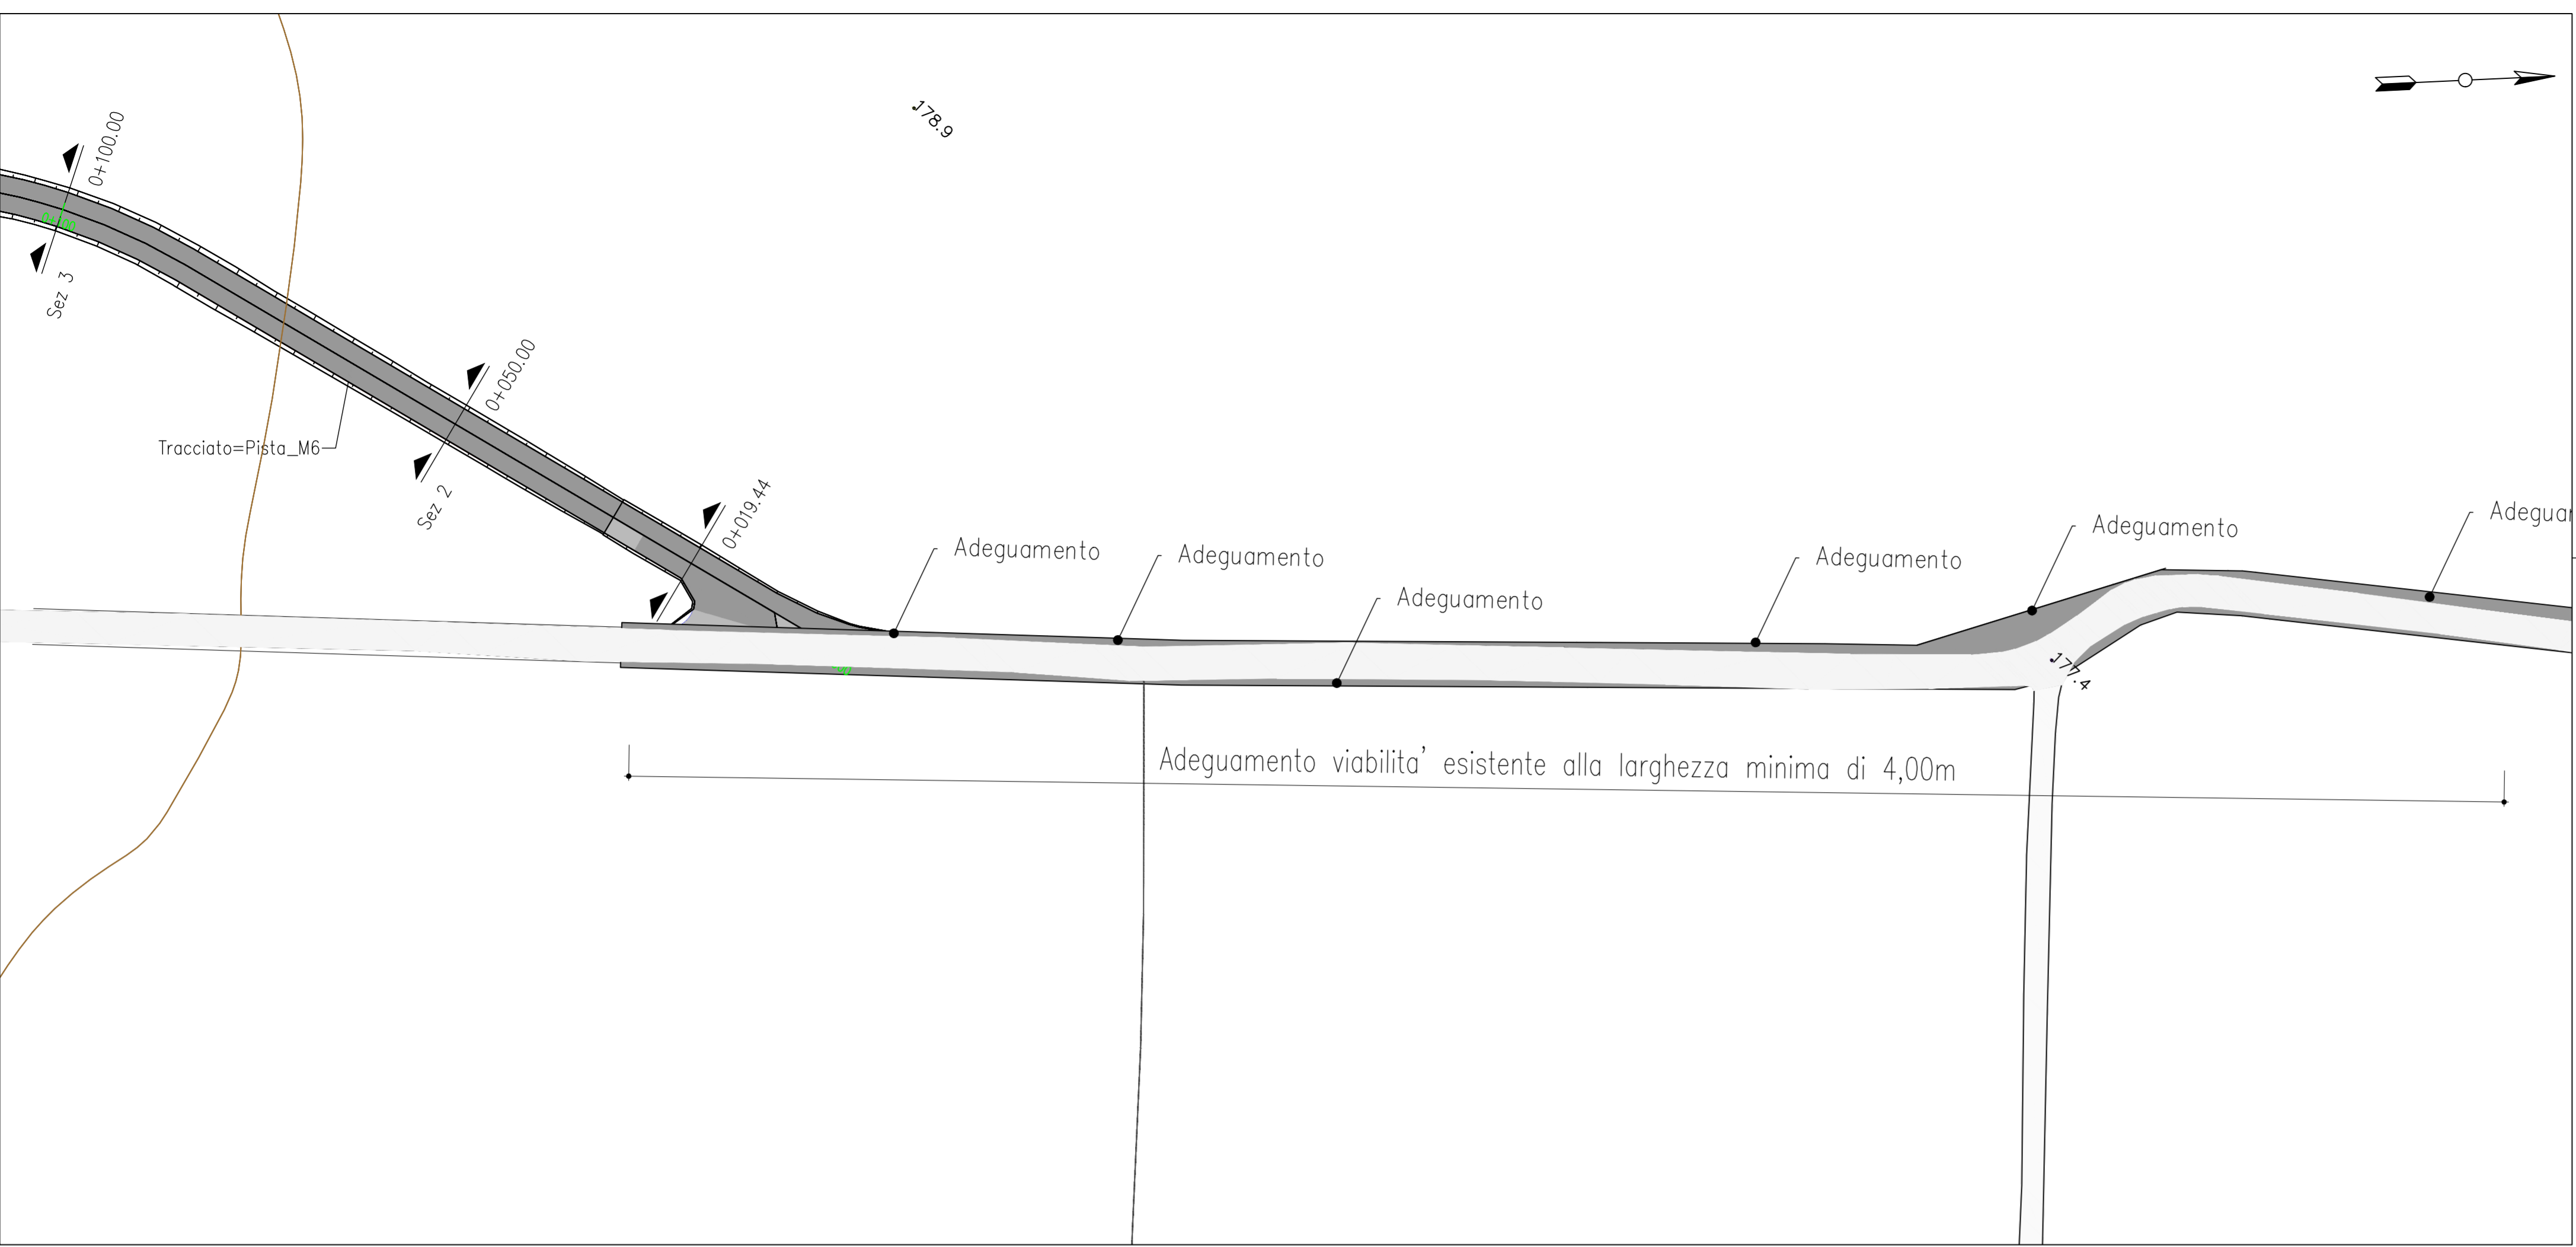 178.9
0+100.00
Sez 3
0+050.00
Tracciato=Pista_M6
Sez 2
0+019.44
Adeguamento
Adeguamento
Adeguamento
Adeguamento
Adeguamento
177.4
Adeguamento viabilita' esistente alla larghezza minima di 4,00m